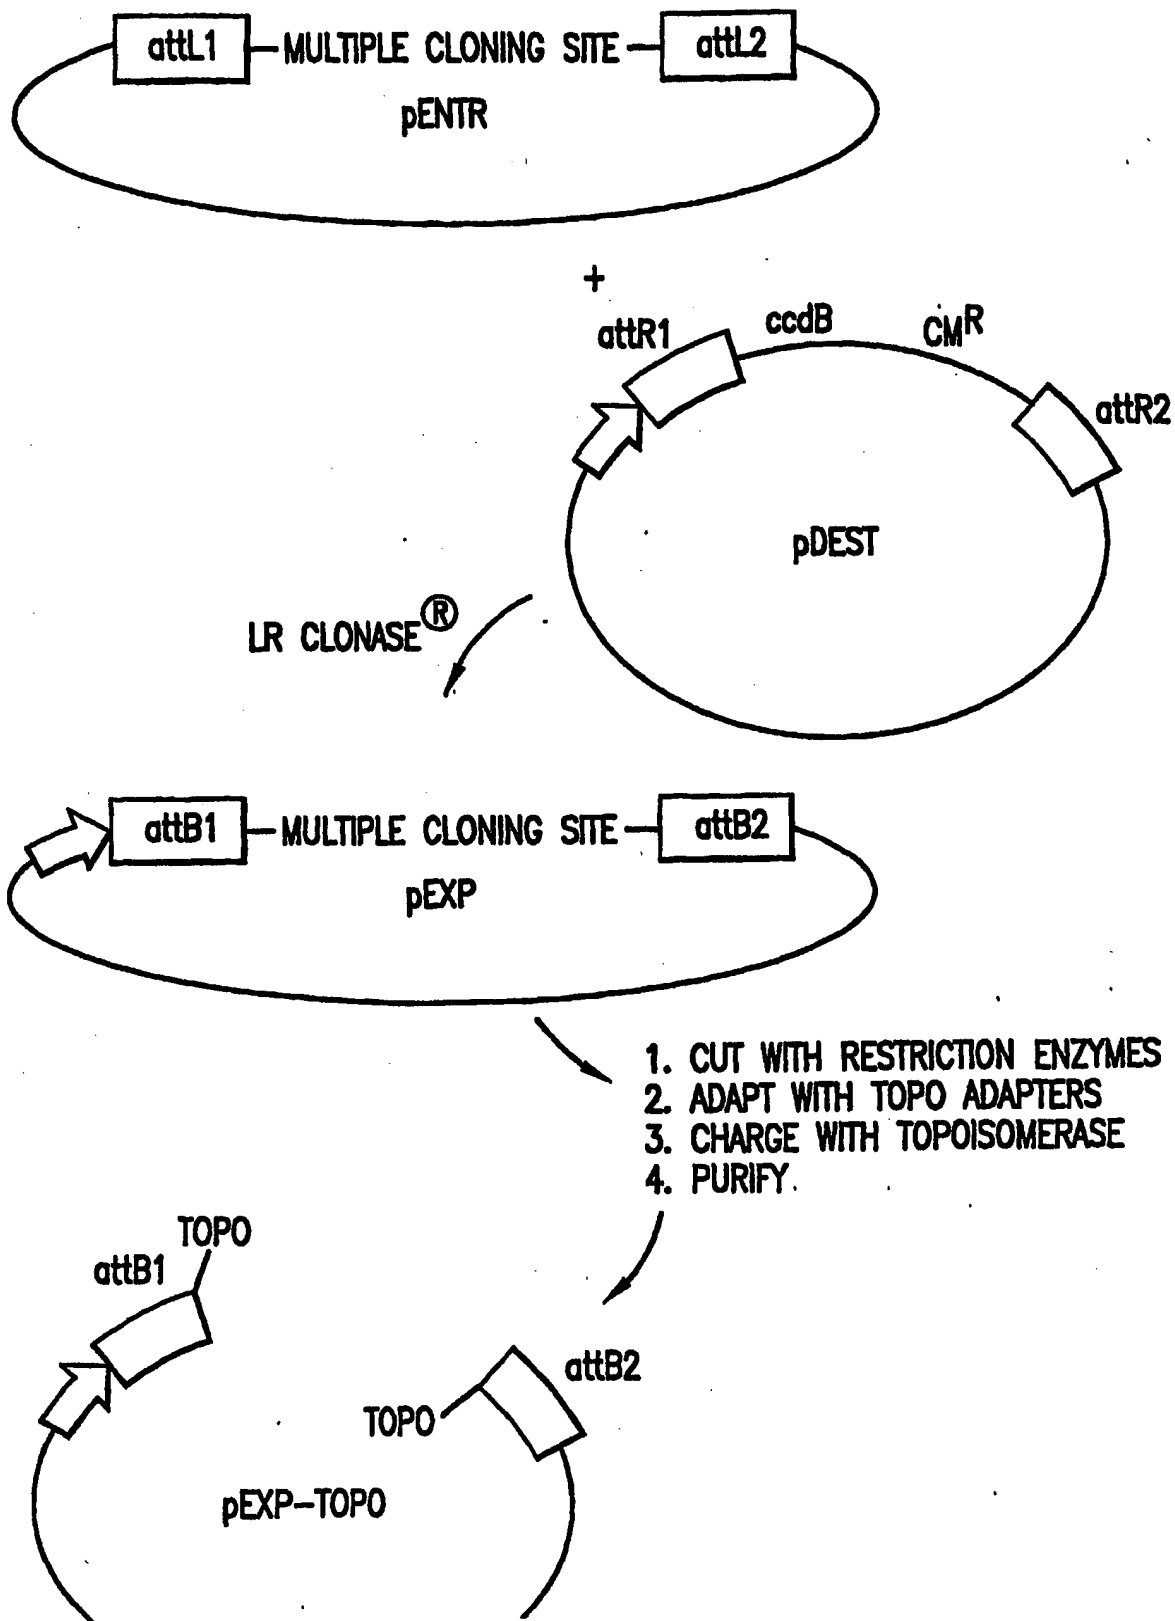 attL1 MULTIPLE CLONING SITE attL2
pENTR
+
attR1 ccdB CMR
attR2
pDEST
LR CLONASE®
attB1 MULTIPLE CLONING SITE attB2
pEXP
1. CUT WITH RESTRICTION ENZYMES
2. ADAPT WITH TOPO ADAPTERS
3. CHARGE WITH TOPOISOMERASE
4. PURIFY
TOPO
attB1
attB2
TOPO
pEXP-TOPO